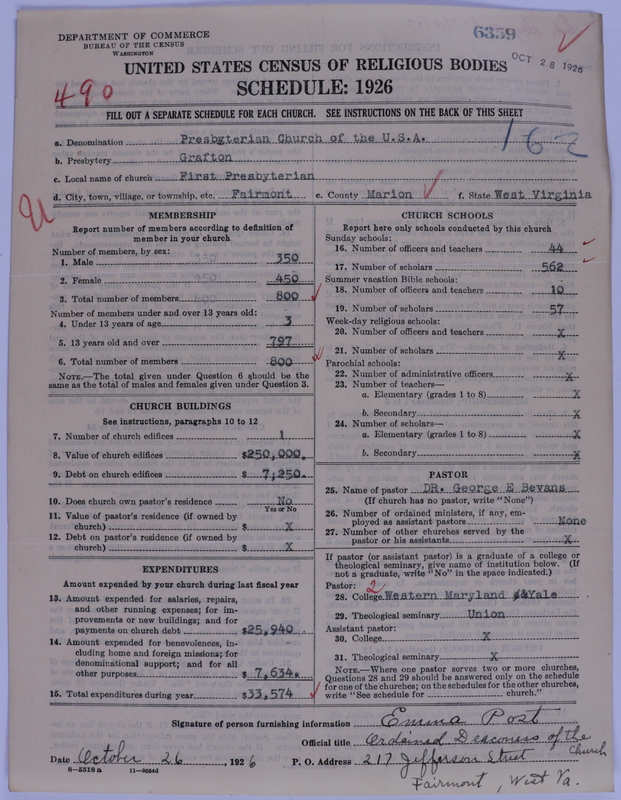 DEPARTMENT OF COMMERCE
BUREAU OF THE CENSUS
WASHINGTON
6359
OCT 28 1926
UNITED STATES CENSUS OF RELIGIOUS BODIES
SCHEDULE: 1926
490
FILL OUT A SEPARATE SCHEDULE FOR EACH CHURCH. SEE INSTRUCTIONS ON THE BACK OF THIS SHEET
a. Denomination Presbyterian Church of the U.S.A.
162
b. Presbytery Grafton
c. Local name of church First Presbyterian
d. City, town, village, or township, etc. Fairmont e. County Marion f. State West Virginia
MEMBERSHIP
Report number of members according to definition of
member in your church
Number of members, by sex:
1. Male 350
2. Female 450
3. Total number of members 800
Number of members under and over 13 years old:
4. Under 13 years of age 3
5. 13 years old and over 797
6. Total number of members 800
NOTE.—The total given under Question 6 should be the
same as the total of males and females given under Question 3.
CHURCH BUILDINGS
See instructions, paragraphs 10 to 12
7. Number of church edifices 1
8. Value of church edifices $250,000.
9. Debt on church edifices $7,250.
10. Does church own pastor's residence No
Yes or No
11. Value of pastor's residence (if owned by
church) $ X
12. Debt on pastor's residence (if owned by
church) $ X
EXPENDITURES
Amount expended by your church during last fiscal year
13. Amount expended for salaries, repairs,
and other running expenses; for im-
provements or new buildings; and for
payments on church debt $25,940
14. Amount expended for benevolences, in-
cluding home and foreign missions; for
denominational support; and for all
other purposes $7,634.
15. Total expenditures during year $33,574
CHURCH SCHOOLS
Report here only schools conducted by this church
Sunday schools:
16. Number of officers and teachers 44
17. Number of scholars 562
Summer vacation Bible schools:
18. Number of officers and teachers 10
19. Number of scholars 57
Week-day religious schools:
20. Number of officers and teachers X
21. Number of scholars X
Parochial schools:
22. Number of administrative officers X
23. Number of teachers—
a. Elementary (grades 1 to 8) X
b. Secondary X
24. Number of scholars—
a. Elementary (grades 1 to 8) X
b. Secondary X
PASTOR
25. Name of pastor DR. George E Bevans
(If church has no pastor, write "None")
26. Number of ordained ministers, if any, em-
ployed as assistant pastors None
27. Number of other churches served by the
pastor or his assistants X
If pastor (or assistant pastor) is a graduate of a college or
theological seminary, give name of institution below. (If
not a graduate, write "No" in the space indicated.)
Pastor: 2
28. College Western Maryland & Yale
29. Theological seminary Union
Assistant pastor:
30. College X
31. Theological seminary X
NOTE.—Where one pastor serves two or more churches,
Questions 28 and 29 should be answered only on the schedule
for one of the churches; on the schedules for the other churches,
write "See schedule for church."
Signature of person furnishing information Emma Post
Official title Ordained Deaconess of the
Church
Date October 26, 1926 P. O. Address 217 Jefferson Street
8-5518a 11-9034d
Fairmont, West Va.